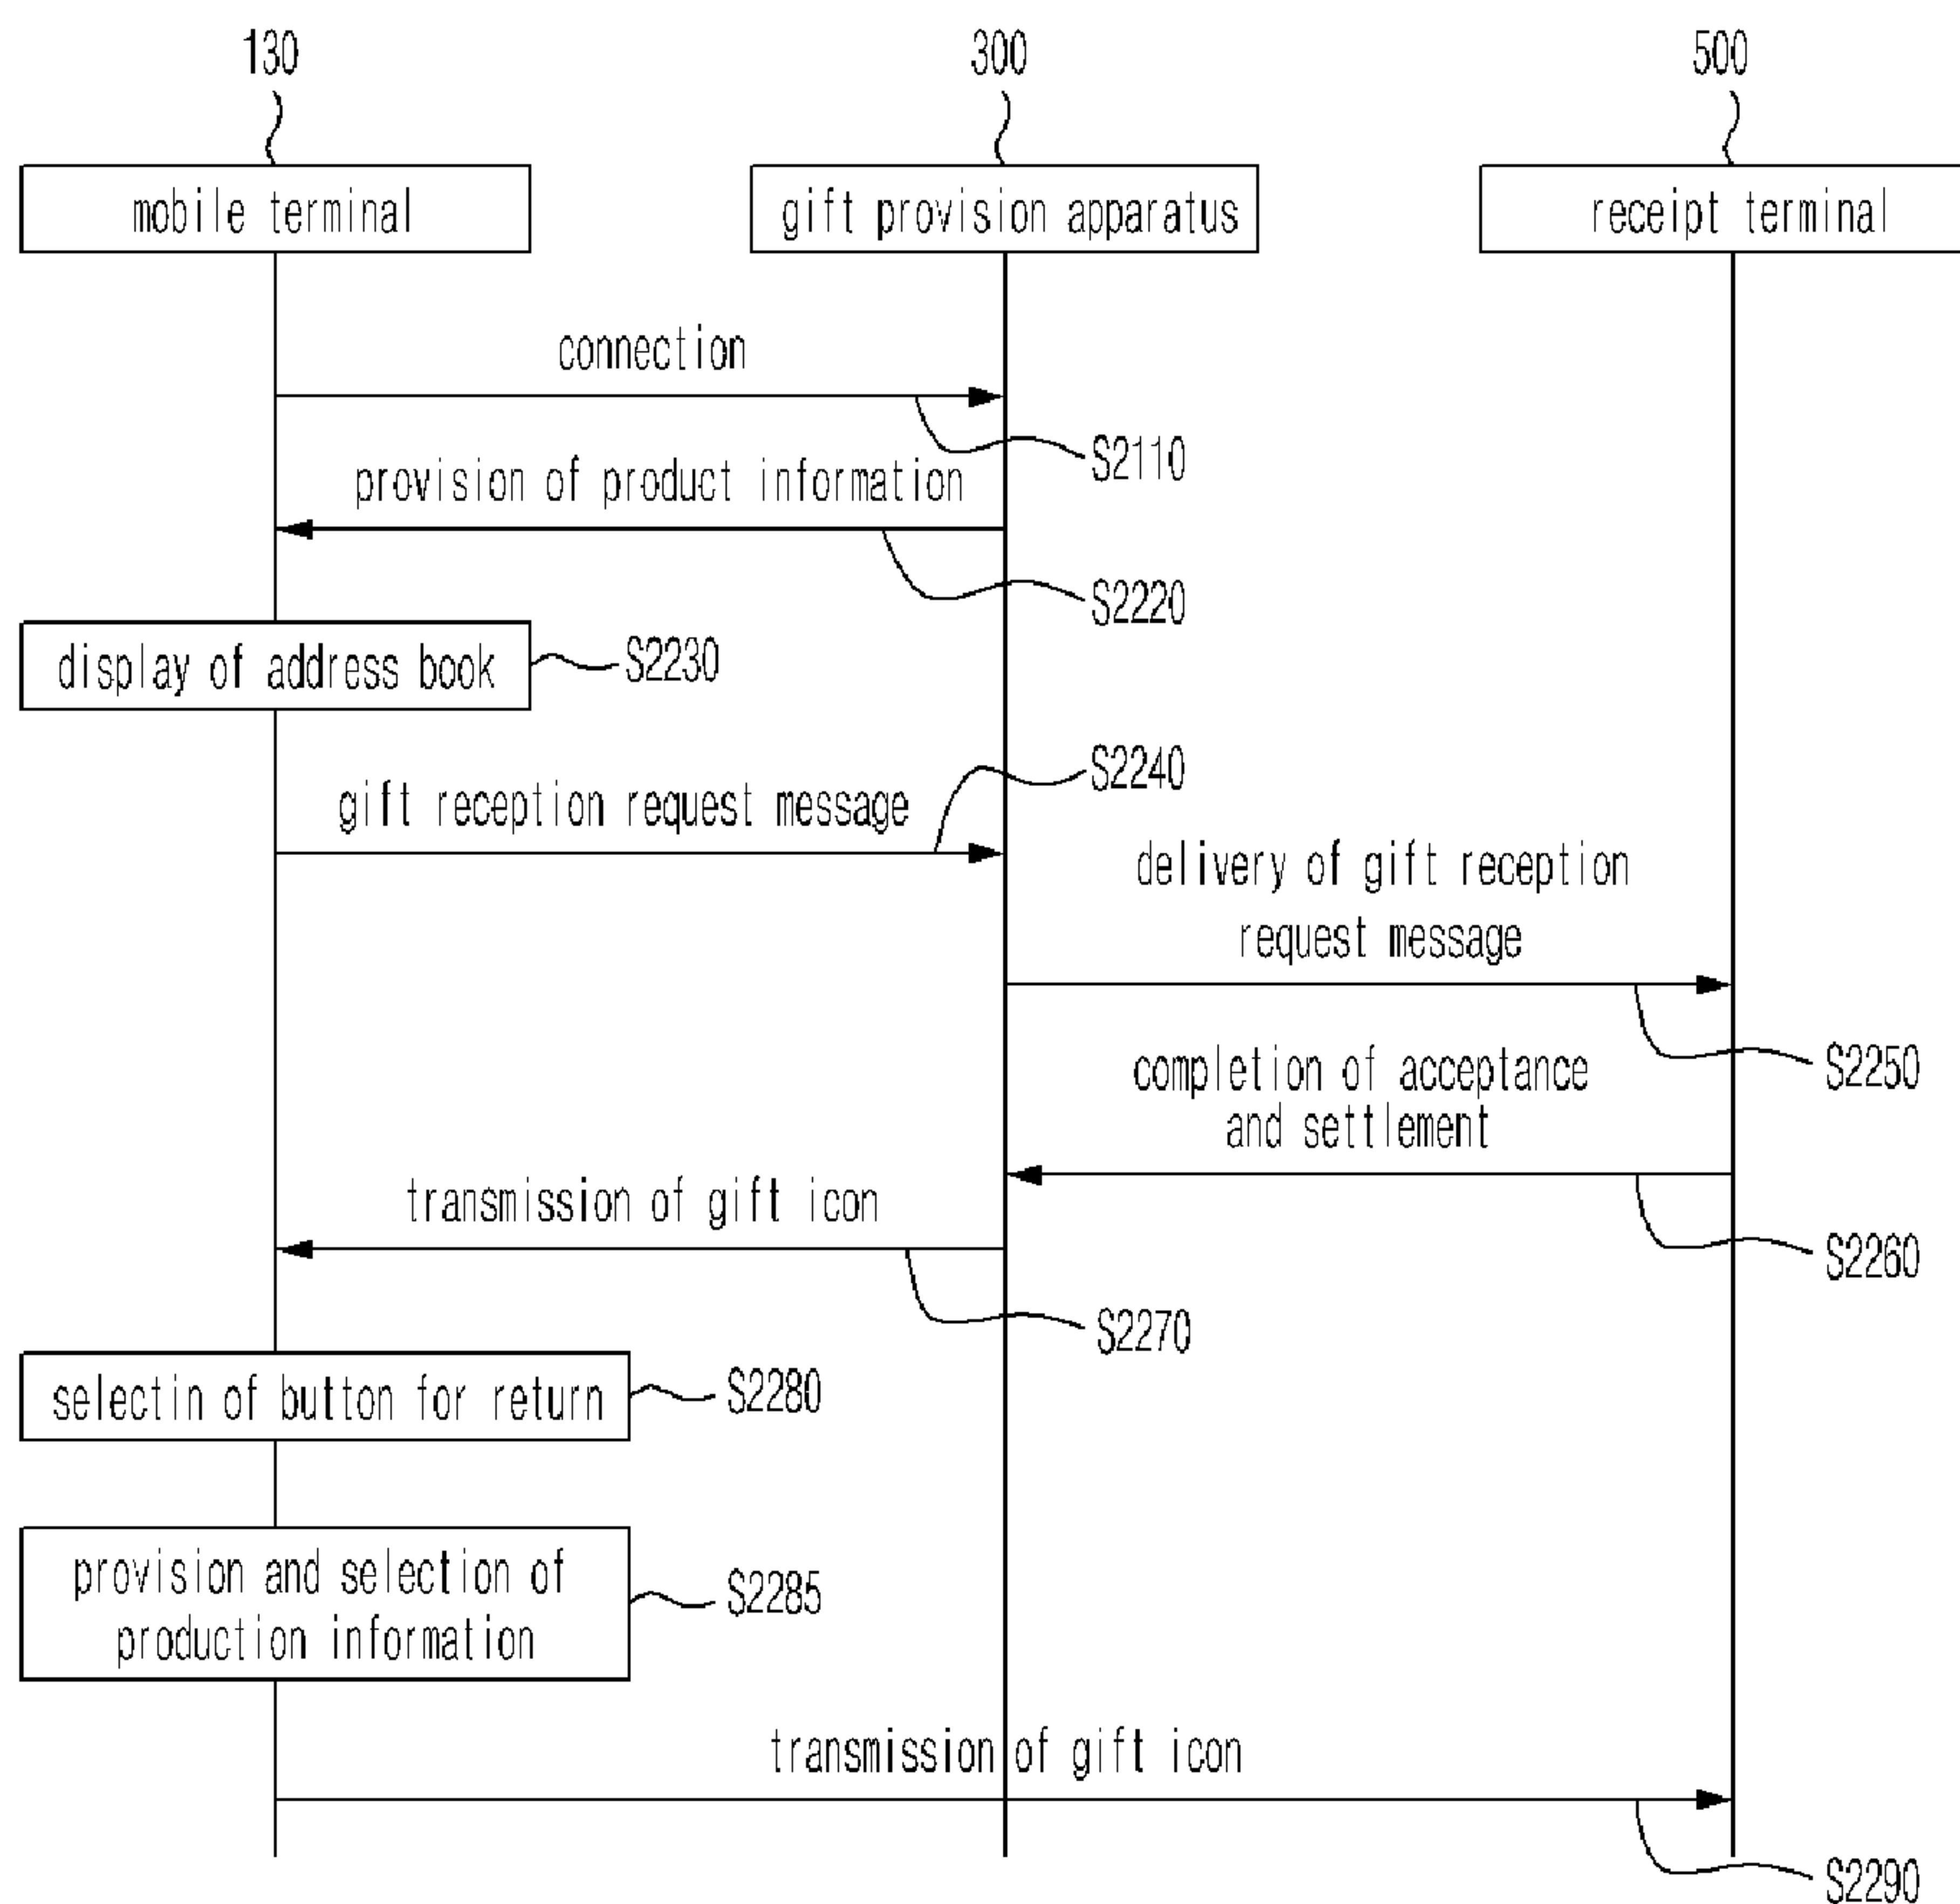 130
300
500
mobile terminal
gift provision apparatus
receipt terminal
connection
S2110
provision of product information
S2220
display of address book
S2230
S2240
gift reception request message
delivery of gift reception
request message
S2250
completion of acceptance
and settlement
transmission of gift icon
S2260
S2270
selectin of button for return
S2280
provision and selection of
production information
S2285
transmission of gift icon
S2290